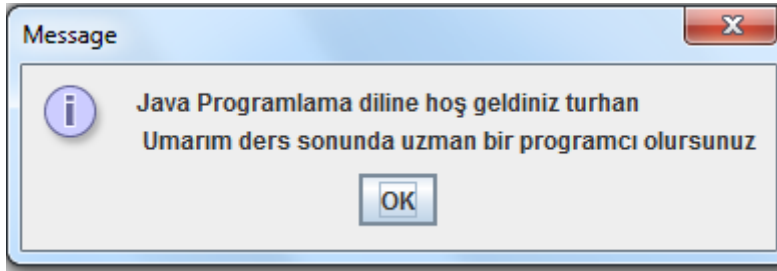 Message
Java Programlama diline hoş geldiniz turhan
Umarım ders sonunda uzman bir programcı olursunuz
OK